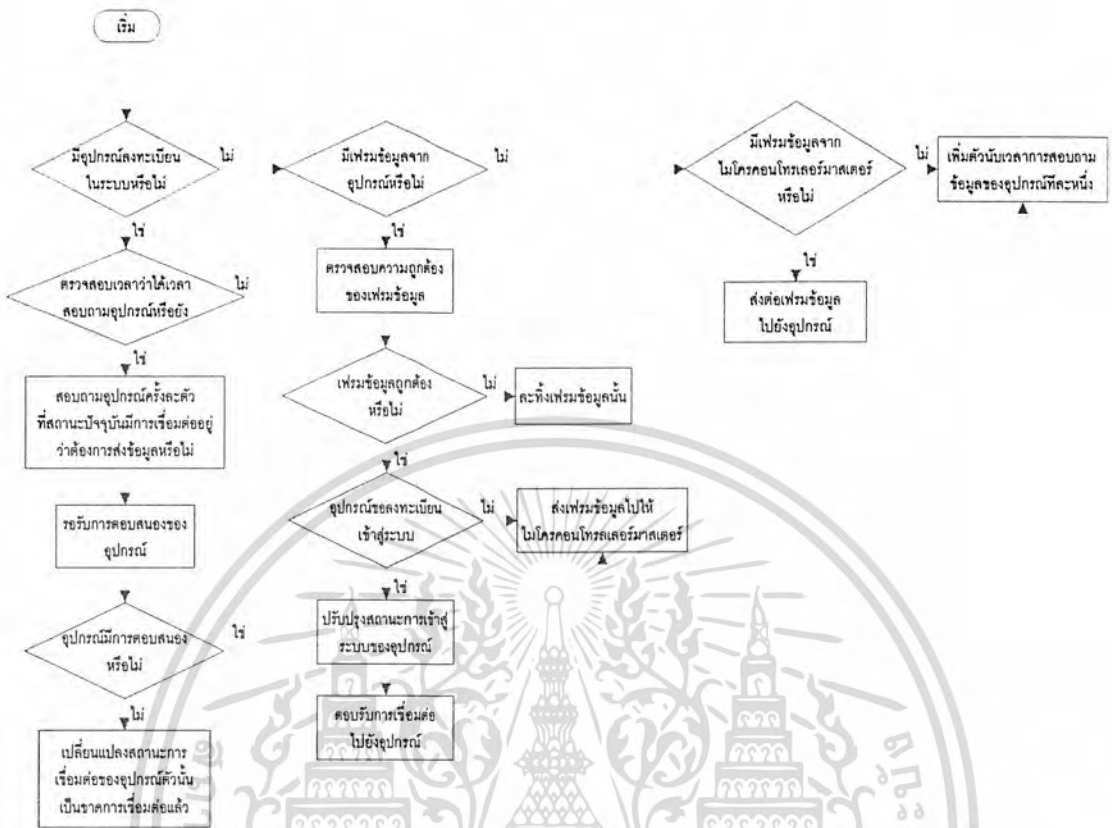 เริ่ม
มีอุปกรณ์ลงทะเบียน
ในระบบหรือไม่
ไม่
ใช่
ตรวจสอบเวลาว่าได้เวลา
สอบถามอุปกรณ์หรือยัง
ไม่
ใช่
สอบถามอุปกรณ์ครั้งละตัว
ที่สถานะปัจจุบันมีการเชื่อมต่ออยู่
ว่าต้องการส่งข้อมูลหรือไม่
รอรับการตอบสนองของ
อุปกรณ์
อุปกรณ์มีการตอบสนอง
หรือไม่
ใช่
ไม่
เปลี่ยนแปลงสถานะการ
เชื่อมต่อของอุปกรณ์ตัวนั้น
เป็นขาดการเชื่อมต่อแล้ว
มีเฟรมข้อมูลจาก
อุปกรณ์หรือไม่
ไม่
ใช่
ตรวจสอบความถูกต้อง
ของเฟรมข้อมูล
เฟรมข้อมูลถูกต้อง
หรือไม่
ไม่
ละทิ้งเฟรมข้อมูลนั้น
ใช่
อุปกรณ์ขอลงทะเบียน
เข้าสู่ระบบ
ไม่
ส่งเฟรมข้อมูลไปให้
ไมโครคอนโทรลเลอร์มาสเตอร์
ใช่
ปรับปรุงสถานะการเข้าสู่
ระบบของอุปกรณ์
ตอบรับการเชื่อมต่อ
ไปยังอุปกรณ์
มีเฟรมข้อมูลจาก
ไมโครคอนโทรเลอร์มาสเตอร์
หรือไม่
ไม่
เพิ่มตัวนับเวลาการสอบถาม
ข้อมูลของอุปกรณ์ทีละหนึ่ง
ใช่
ส่งต่อเฟรมข้อมูล
ไปยังอุปกรณ์